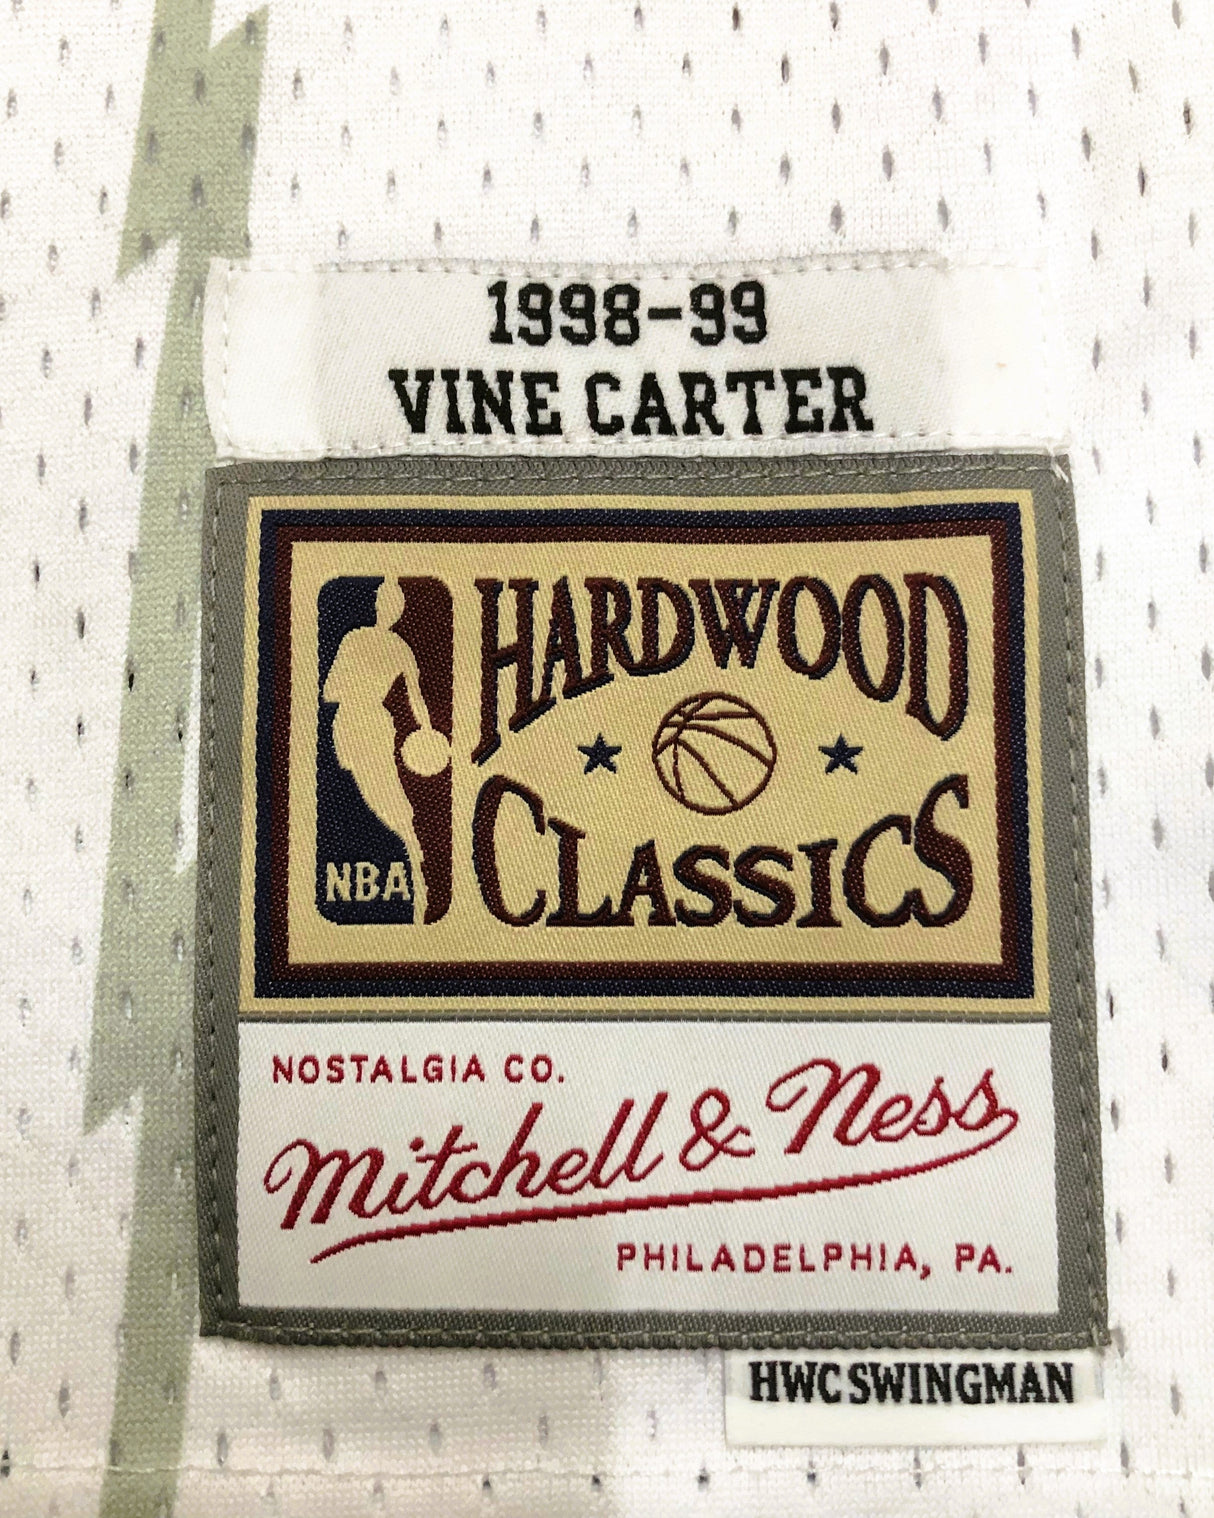 1998-99
VINE CARTER
HARDWOOD
CLASSICS
NBA
NOSTALGIA CO.
Mitchell & Ness
PHILADELPHIA, PA.
HWC SWINGMAN